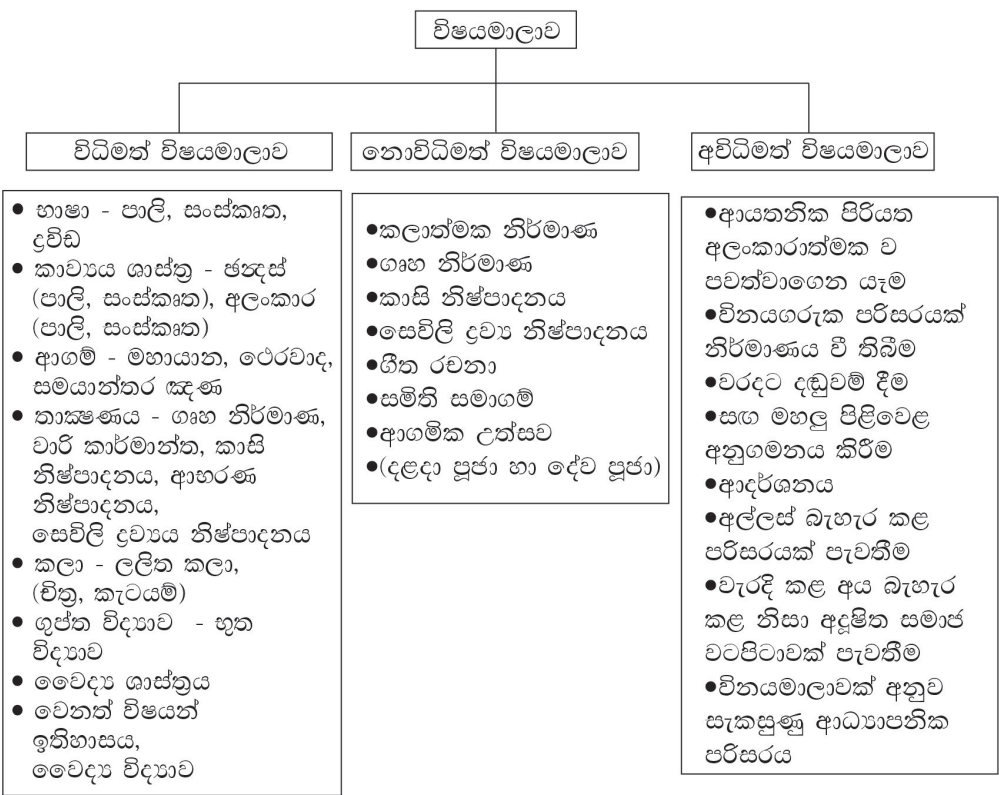 විෂයමාලාව
විධිමත් විෂයමාලාව
නොවිධිමත් විෂයමාලාව
අවිධිමත් විෂයමාලාව
● භාෂා - පාලි, සංස්කෘත,
ද්‍රවිඩ
● කාව්‍යය ශාස්ත්‍ර - ඡන්දස්
(පාලි, සංස්කෘත), අලංකාර
(පාලි, සංස්කෘත)
● ආගම් - මහායාන, ථෙරවාද,
සමයාන්තර ඤණ
● තාක්‍ෂණය - ගෘහ නිර්මාණ,
වාරි කාර්මාන්ත, කාසි
නිෂ්පාදනය, ආභරණ
නිෂ්පාදනය,
සෙවිලි ද්‍රව්‍යය නිෂ්පාදනය
● කලා - ලලිත කලා,
(චිත්‍ර, කැටයම්)
● ගුප්ත විද්‍යාව - භූත
විද්‍යාව
● වෛද්‍ය ශාස්ත්‍රය
● වෙනත් විෂයන්
ඉතිහාසය,
වෛද්‍ය විද්‍යාව
●කලාත්මක නිර්මාණ
●ගෘහ නිර්මාණ
●කාසි නිෂ්පාදනය
●සෙවිලි ද්‍රව්‍ය නිෂ්පාදනය
●ගීත රචනා
●සමිති සමාගම්
●ආගමික උත්සව
●(දළදා පූජා හා දේව පූජා)
●ආයතනික පිරියත
අලංකාරාත්මක ව
පවත්වාගෙන යෑම
●විනයගරුක පරිසරයක්
නිර්මාණය වී තිබීම
●වරදට දඬුවම් දීම
●සඟ මහලු පිළිවෙළ
අනුගමනය කිරීම
●ආදර්ශනය
●අල්ලස් බැහැර කළ
පරිසරයක් පැවතීම
●වැරදි කළ අය බැහැර
කළ නිසා අදූෂිත සමාජ
වටපිටාවක් පැවතීම
●විනයමාලාවක් අනුව
සැකසුණු ආධ්‍යාපනික
පරිසරය